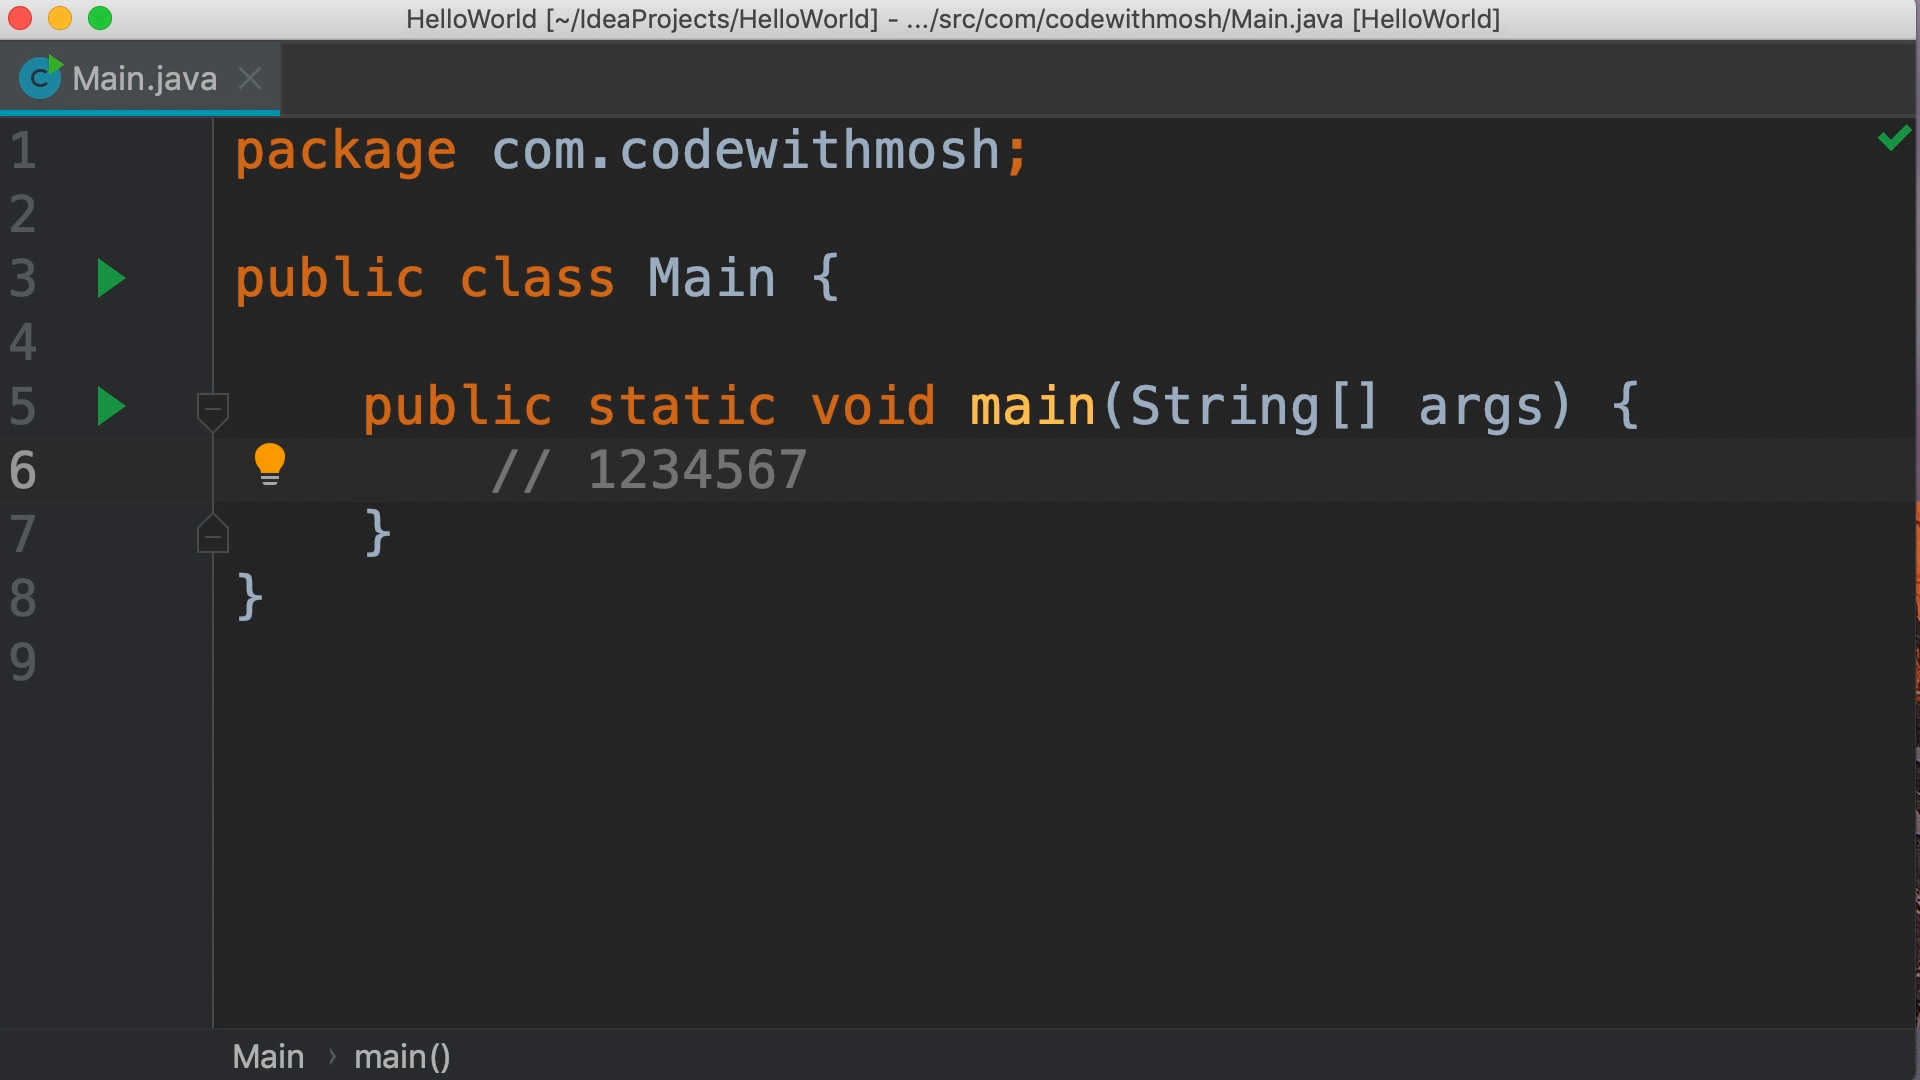 HelloWorld [~/IdeaProjects/HelloWorld] - .../src/com/codewithmosh/Main.java [HelloWorld]
C Main.java
1 package com.codewithmosh;
2
3 public class Main {
4
5 public static void main(String[] args) {
6 // 1234567
7 }
8 }
9
Main › main()